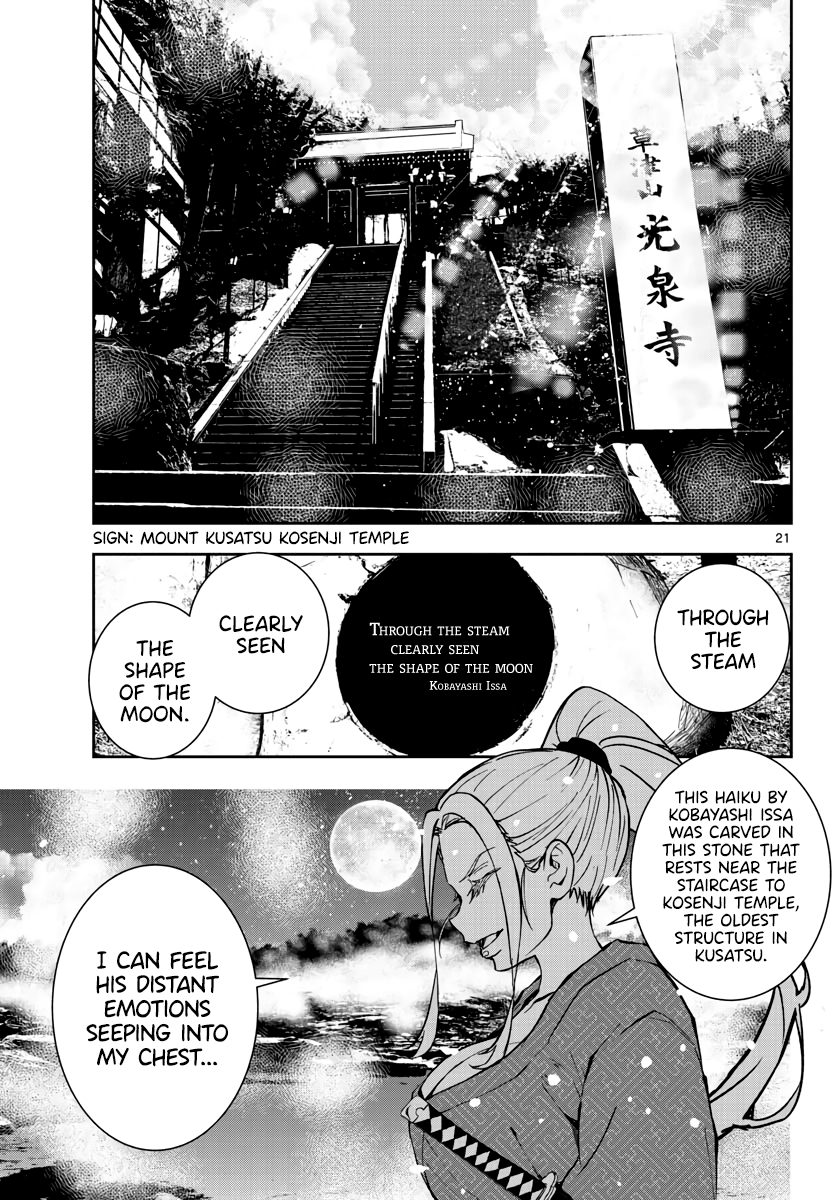 草津山光泉寺
SIGN: MOUNT KUSATSU KOSENJI TEMPLE
21
THROUGH
THE
STEAM
THROUGH THE STEAM
CLEARLY SEEN
THE SHAPE OF THE MOON
KOBAYASHI ISSA
CLEARLY
SEEN
THE
SHAPE
OF THE
MOON.
THIS HAIKU BY
KOBAYASHI ISSA
WAS CARVED IN
THIS STONE THAT
RESTS NEAR THE
STAIRCASE TO
KOSENJI TEMPLE,
THE OLDEST
STRUCTURE IN
KUSATSU.
I CAN FEEL
HIS DISTANT
EMOTIONS
SEEPING INTO
MY CHEST...